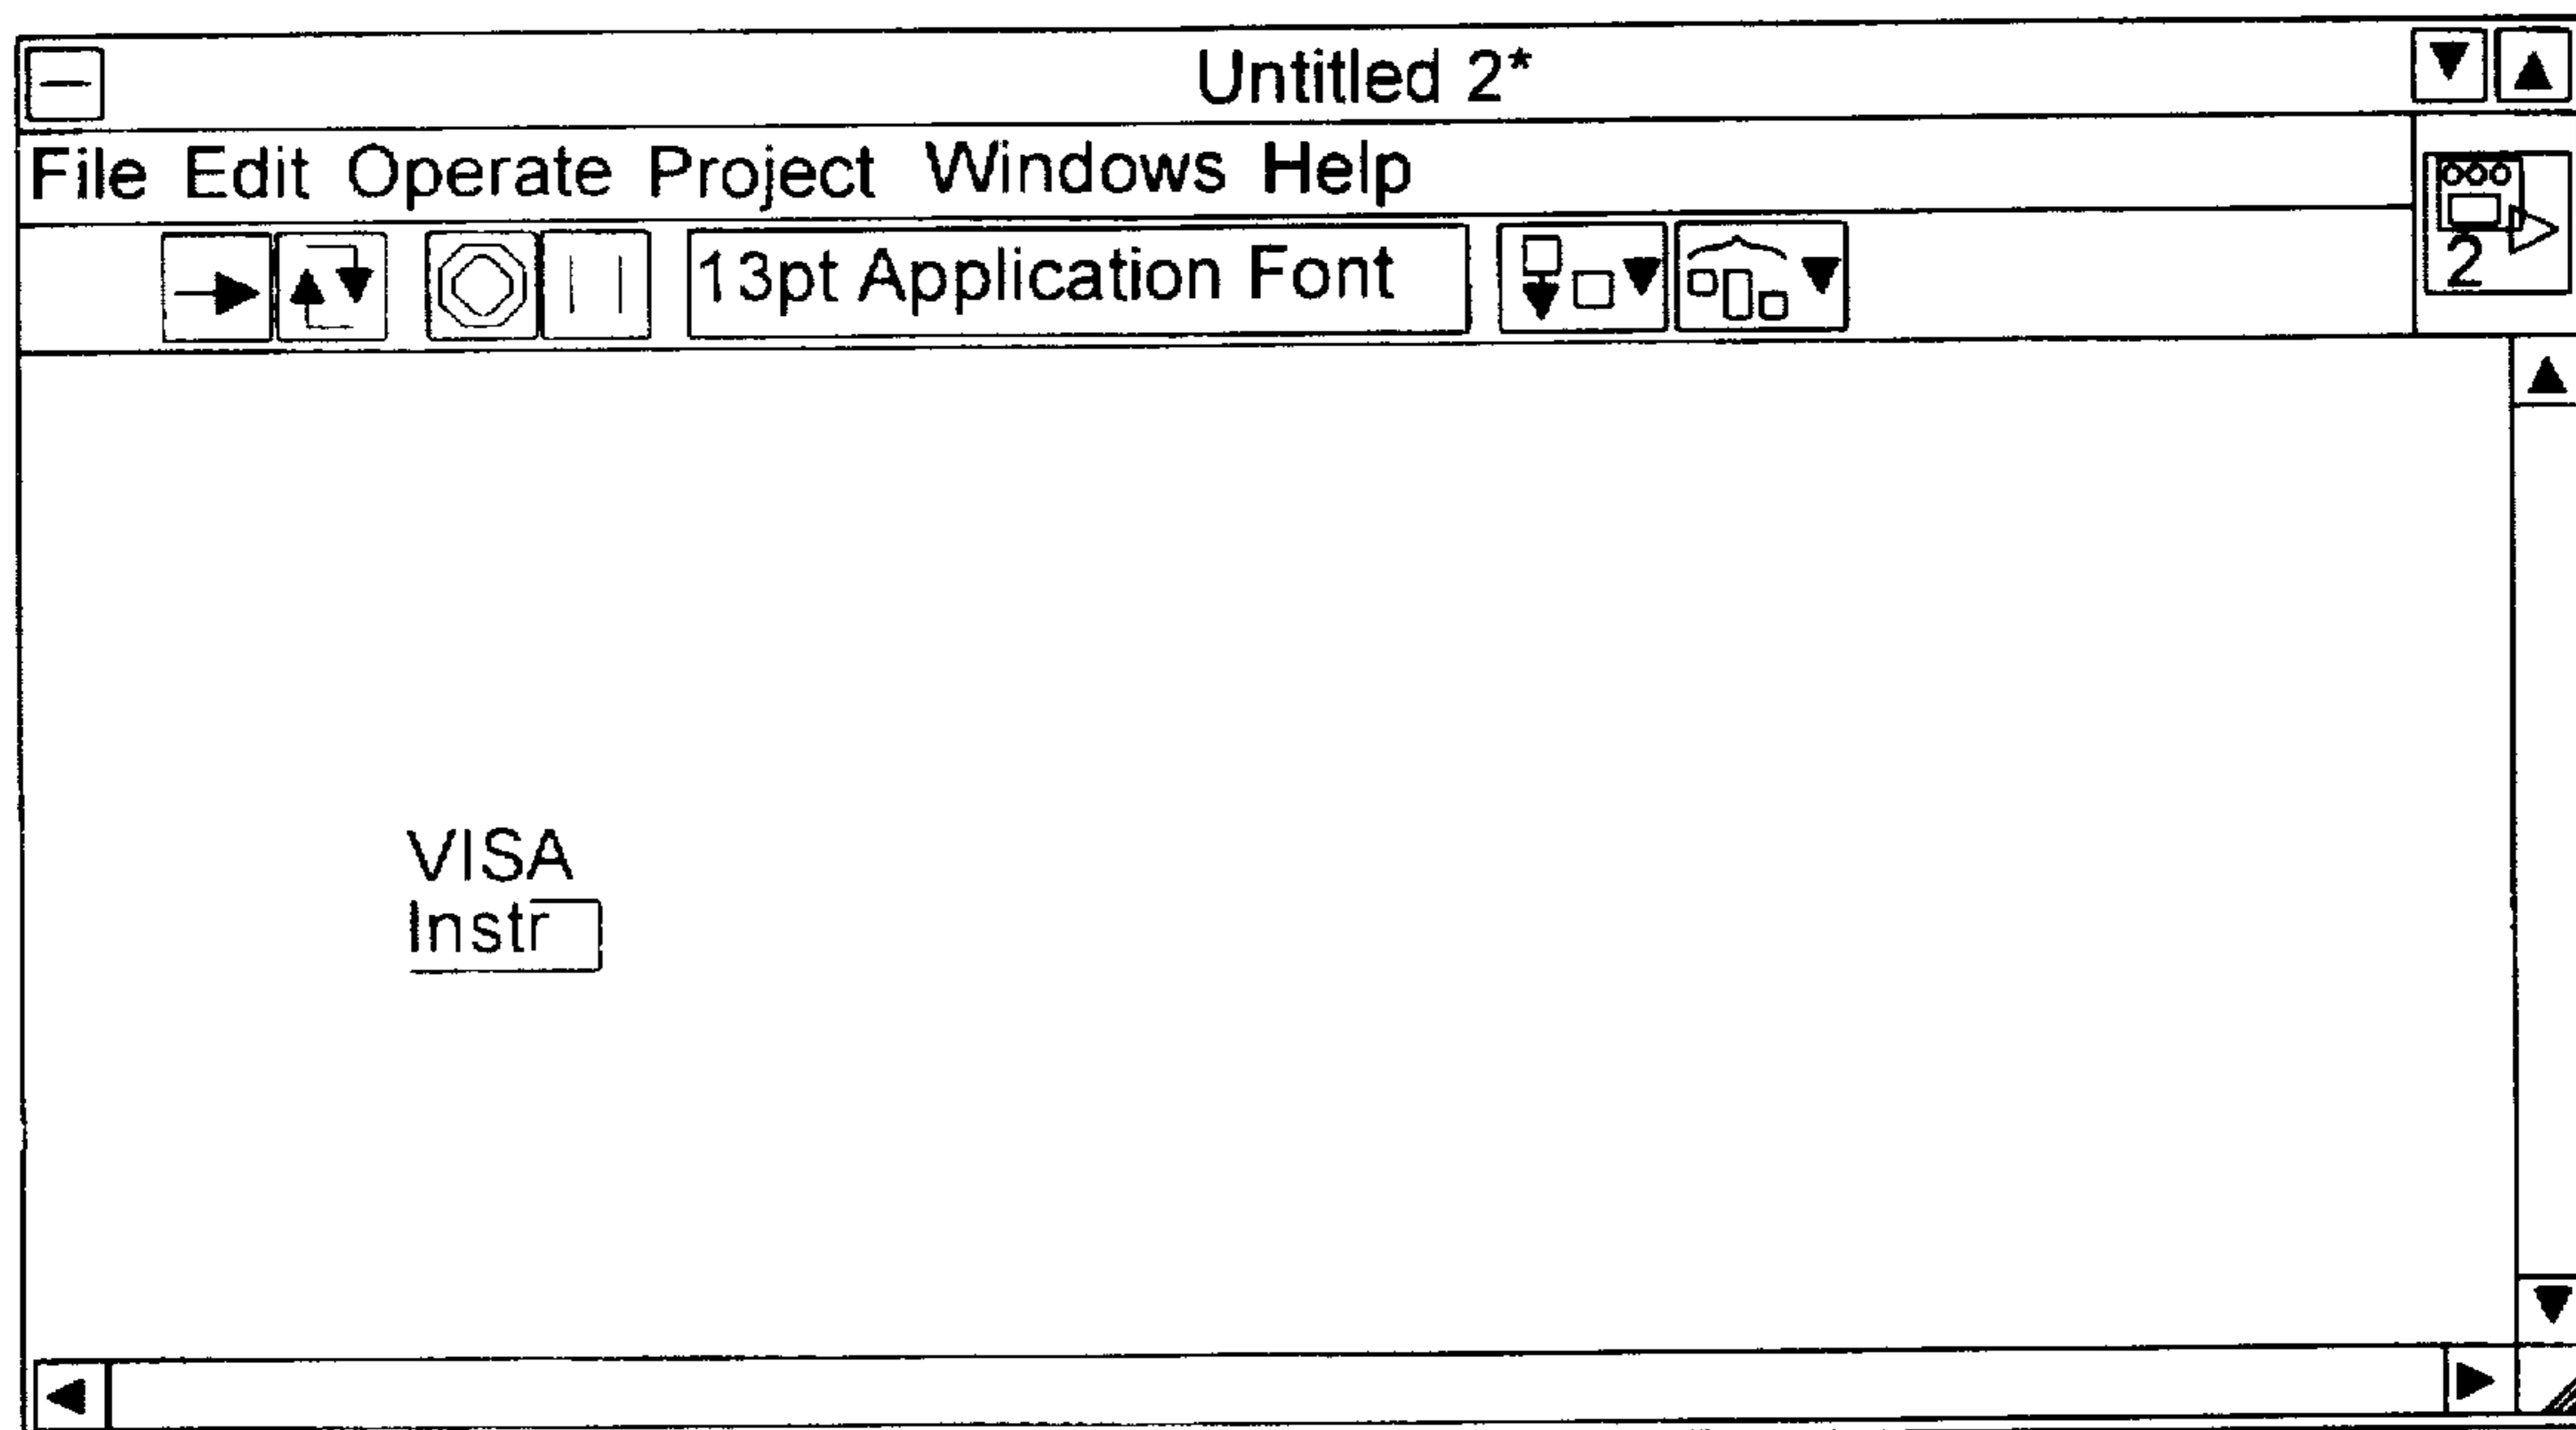 Untitled 2*
File Edit Operate Project Windows Help
13pt Application Font
2
VISA
Instr